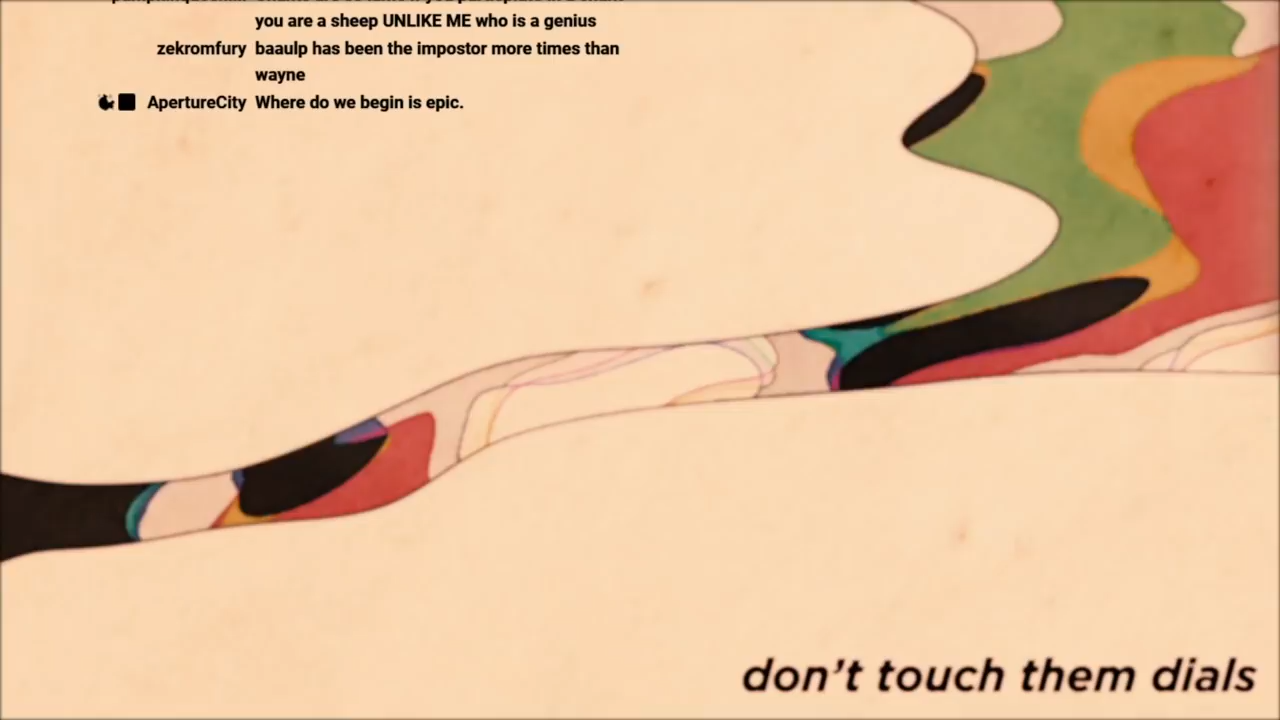 you are a sheep UNLIKE ME who is a genius
zekromfury baaulp has been the impostor more times than
wayne
ApertureCity Where do we begin is epic.
don't touch them dials